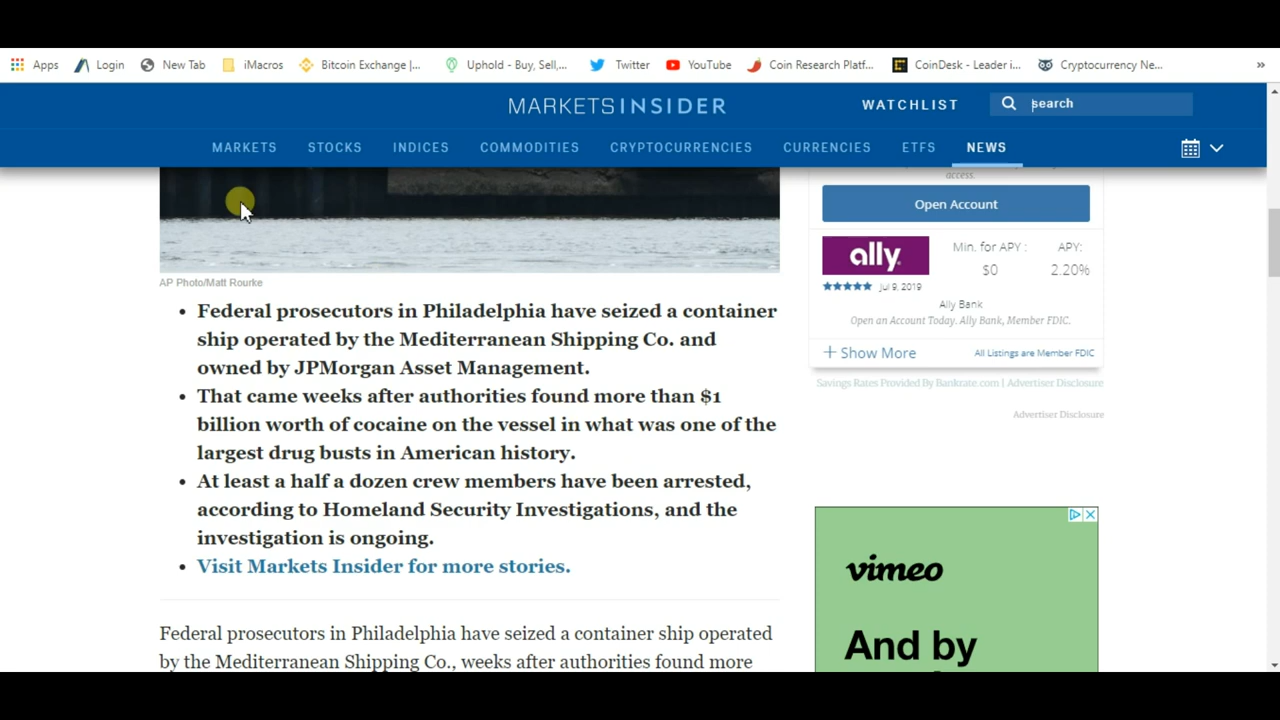 Apps Login New Tab iMacros Bitcoin Exchange |... Uphold - Buy, Sell,... Twitter YouTube Coin Research Platf... CoinDesk - Leader i... Cryptocurrency Ne... »
MARKETS INSIDER WATCHLIST search
MARKETS STOCKS INDICES COMMODITIES CRYPTOCURRENCIES CURRENCIES ETFS NEWS
access.
Open Account
ally Min. for APY : APY:
$0 2.20%
Jul 9, 2019
Ally Bank
Open an Account Today. Ally Bank, Member FDIC.
+ Show More All Listings are Member FDIC
Savings Rates Provided By Bankrate.com | Advertiser Disclosure
Advertiser Disclosure
AP Photo/Matt Rourke
• Federal prosecutors in Philadelphia have seized a container
ship operated by the Mediterranean Shipping Co. and
owned by JPMorgan Asset Management.
• That came weeks after authorities found more than $1
billion worth of cocaine on the vessel in what was one of the
largest drug busts in American history.
• At least a half a dozen crew members have been arrested,
according to Homeland Security Investigations, and the
investigation is ongoing.
• Visit Markets Insider for more stories.
Federal prosecutors in Philadelphia have seized a container ship operated
by the Mediterranean Shipping Co., weeks after authorities found more
vimeo
And by